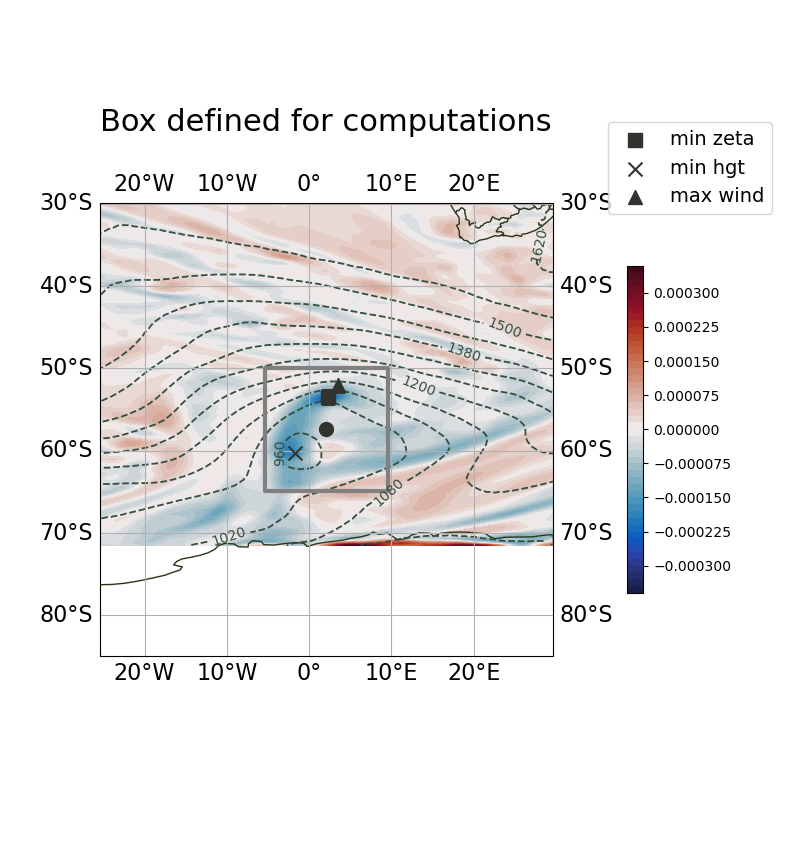 Box defined for computations
min zeta
min hgt
max wind
20°W 10°W 0° 10°E 20°E
30°S 30°S
1620
40°S 40°S
1500
1380
50°S 50°S
1200
960
60°S 60°S
1080
1020
70°S 70°S
80°S 80°S
20°W 10°W 0° 10°E 20°E
0.000300
0.000225
0.000150
0.000075
0.000000
−0.000075
−0.000150
−0.000225
−0.000300